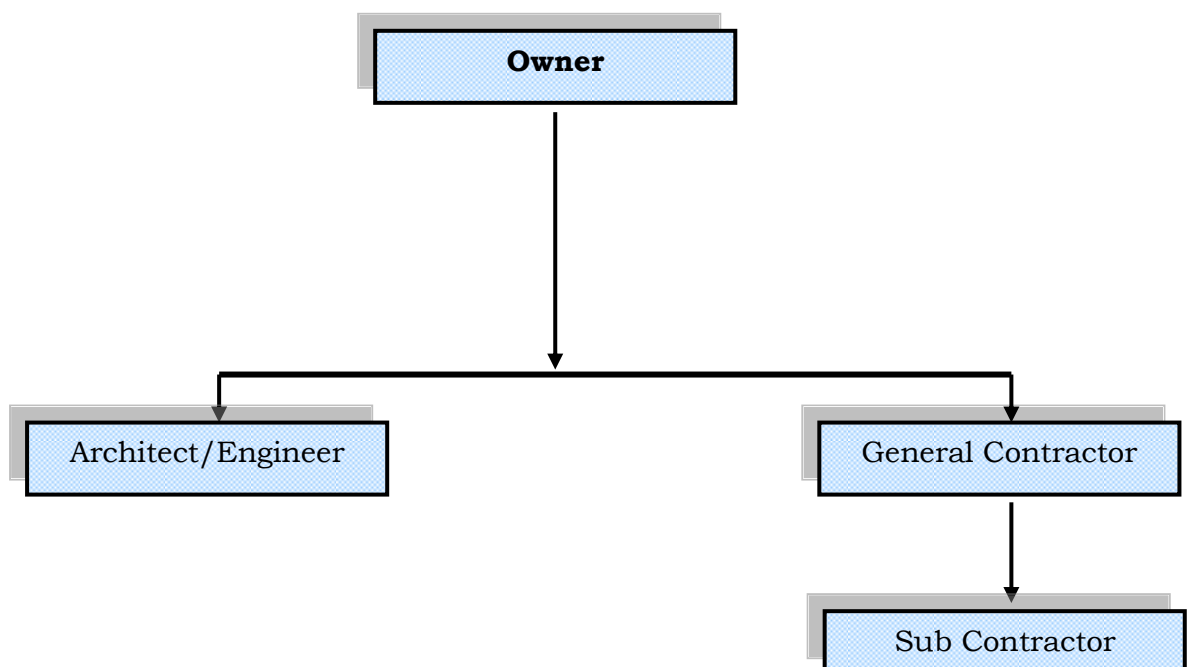 Owner
Architect/Engineer
General Contractor
Sub Contractor